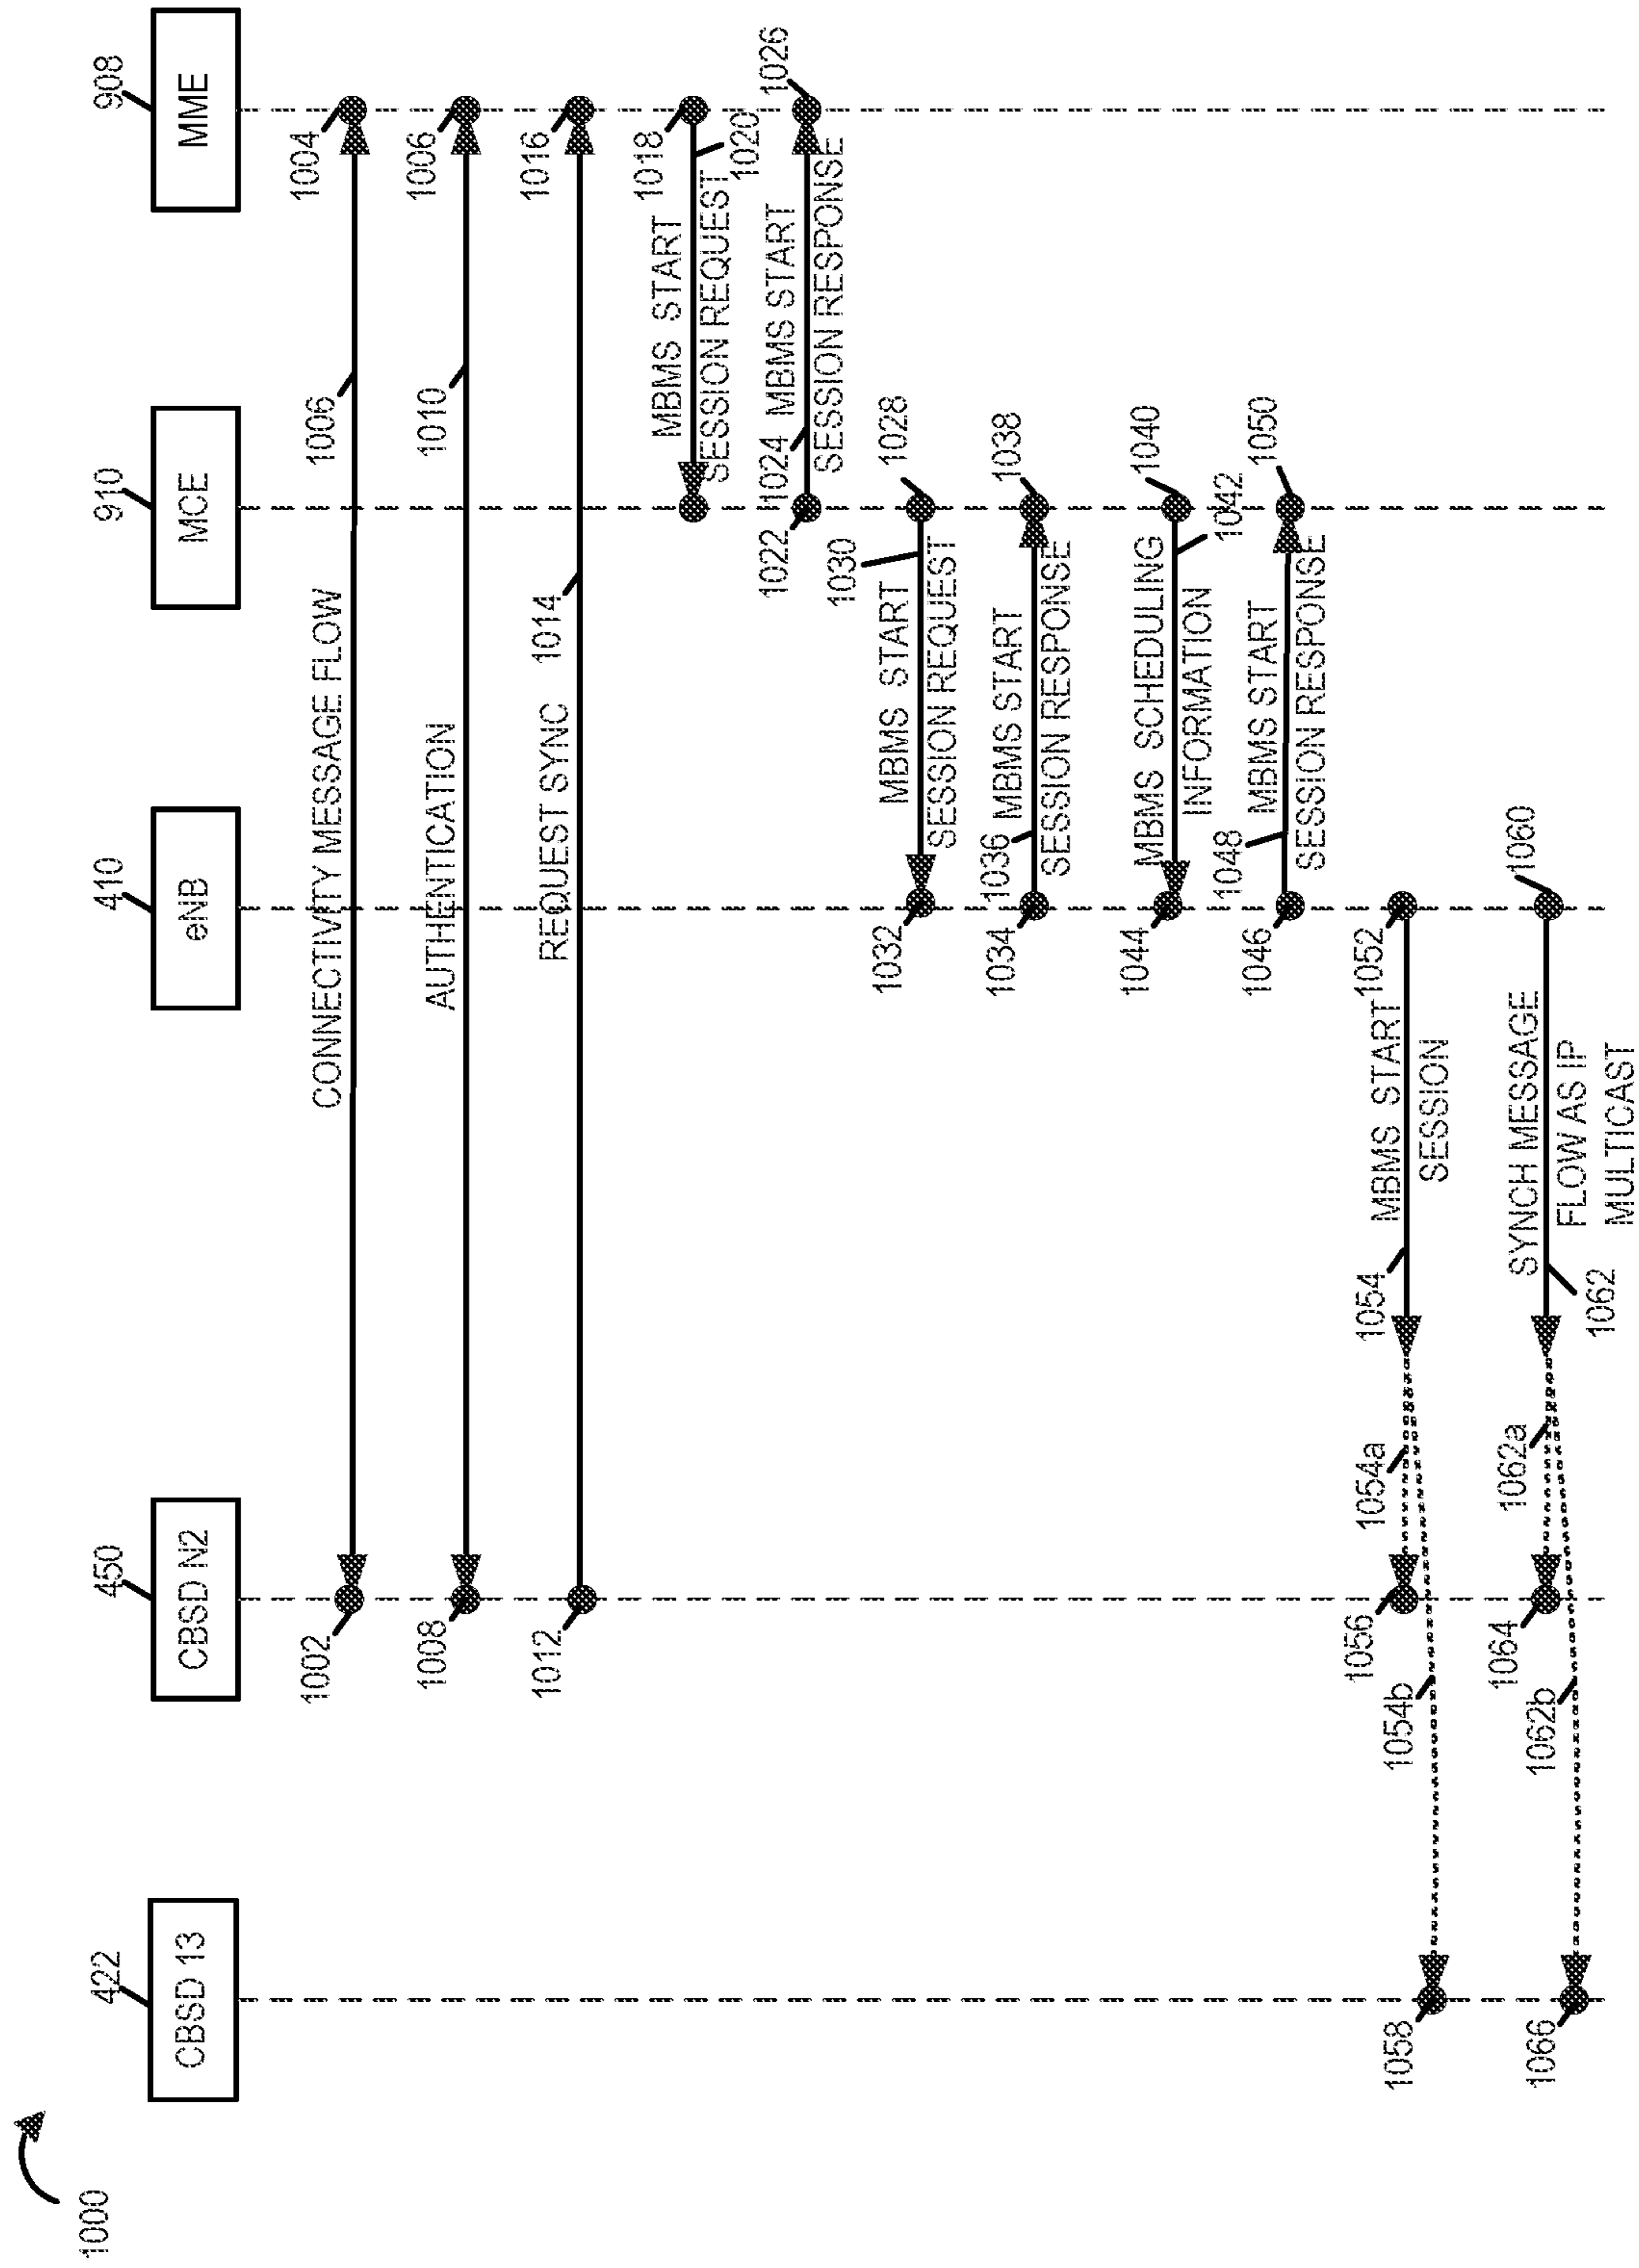 1000
422
CBSD 13
450
CBSD N2
410
eNB
910
MCE
908
MME
1002
CONNECTIVITY MESSAGE FLOW
1006
1004
1008
AUTHENTICATION
1010
1006
1012
REQUEST SYNC
1014
1016
MBMS START
SESSION REQUEST
1018
1020
1022
1024
MBMS START
SESSION RESPONSE
1026
1032
MBMS START
SESSION REQUEST
1030
1028
1034
1036
MBMS START
SESSION RESPONSE
1038
1044
MBMS SCHEDULING
INFORMATION
1042
1040
1046
1048
MBMS START
SESSION RESPONSE
1050
1058
1054b
1056
1054a
1054
MBMS START
SESSION
1052
1066
1062b
1064
1062a
1062
SYNCH MESSAGE
FLOW AS IP
MULTICAST
1060